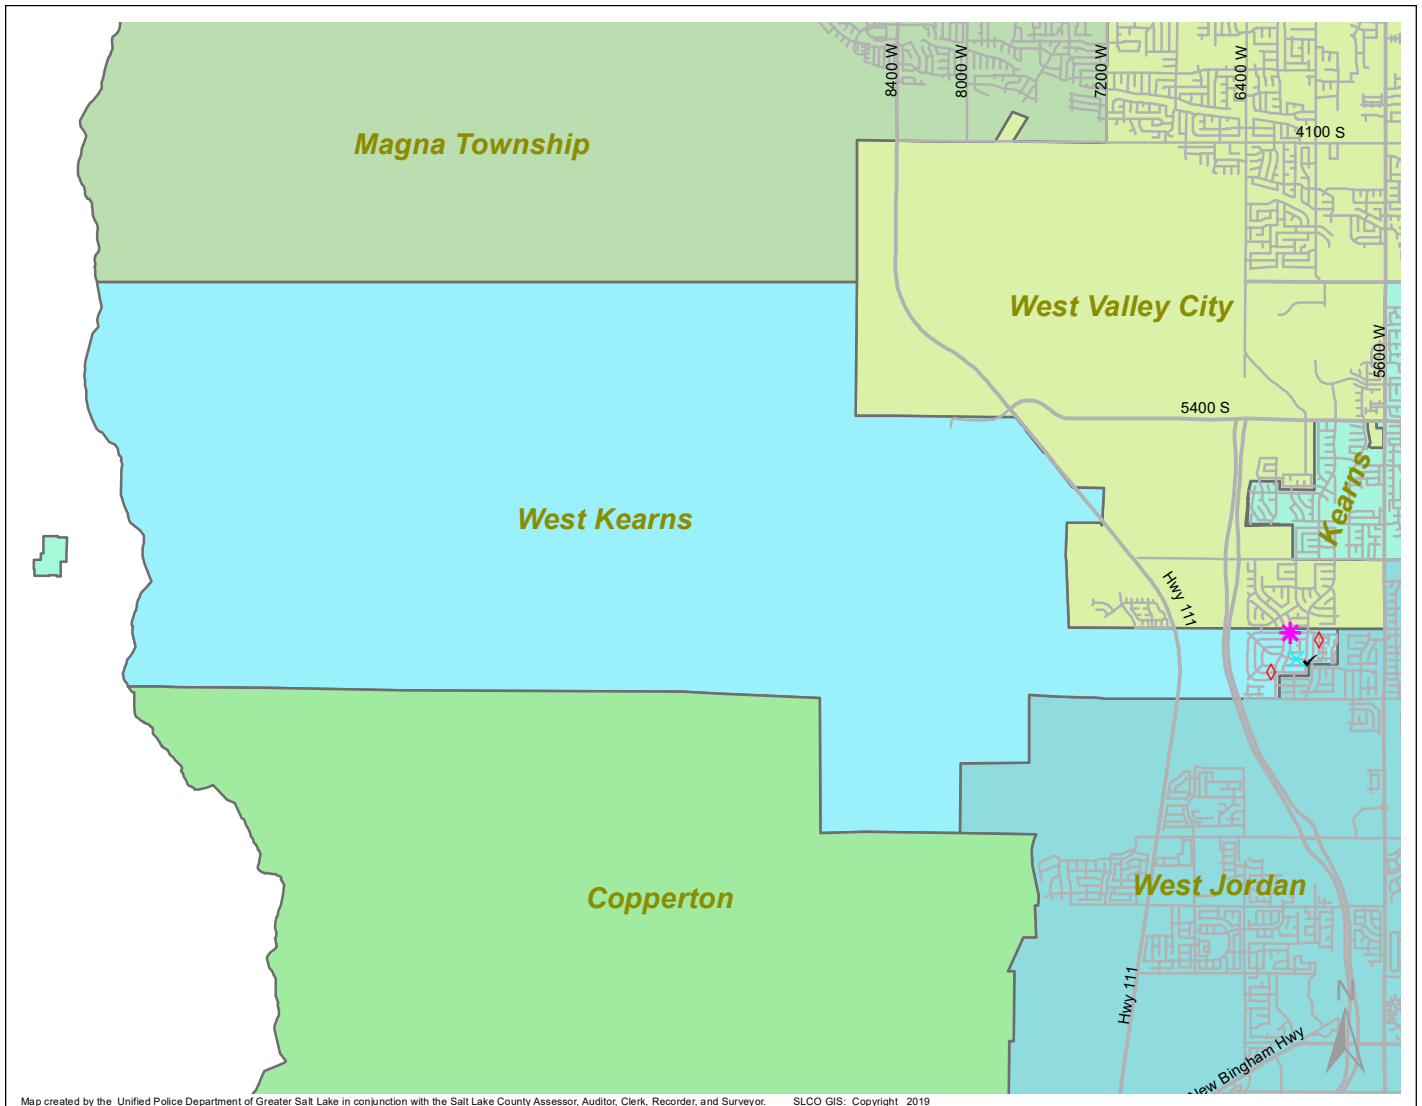 8400 W
8000 W
7200 W
6400 W
4100 S
Magna Township
West Valley City
5600 W
5400 S
Kearns
West Kearns
Hwy 111
West Jordan
Copperton
Hwy 111
N
New Bingham Hwy
Map created by the Unified Police Department of Greater Salt Lake in conjunction with the Salt Lake County Assessor, Auditor, Clerk, Recorder, and Surveyor. SLCO GIS: Copyright 2019